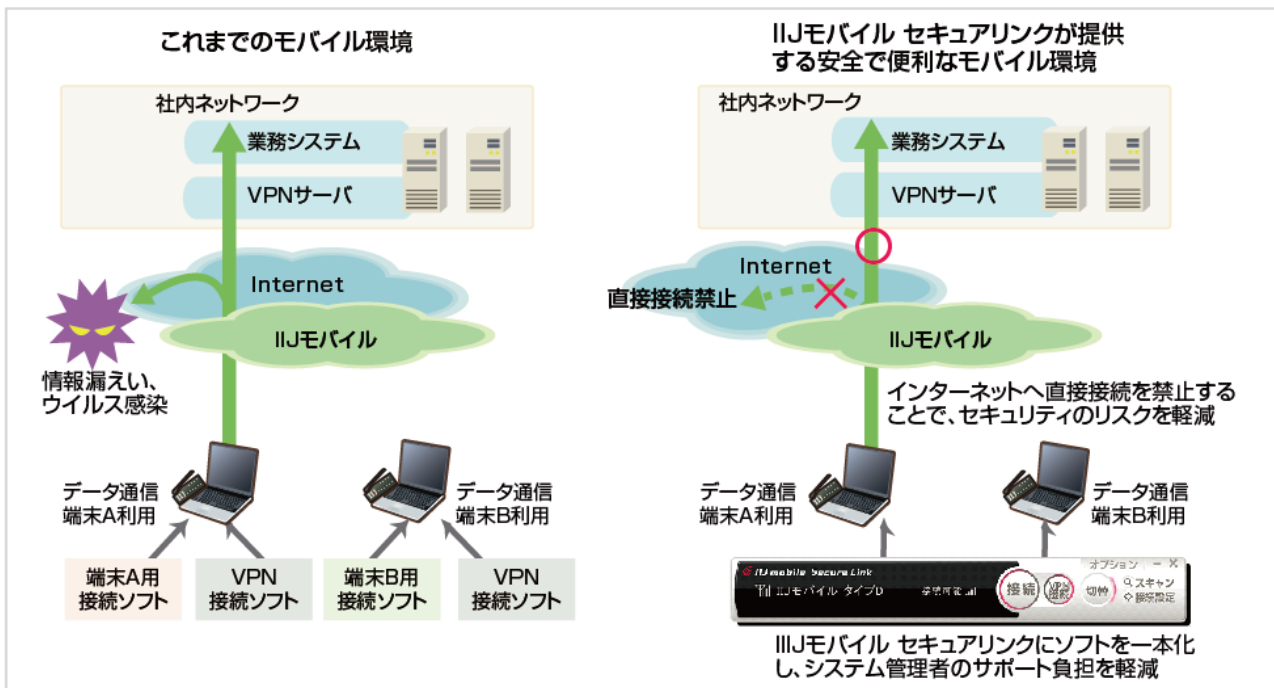 これまでのモバイル環境
社内ネットワーク
業務システム
VPNサーバ
Internet
IIJモバイル
情報漏えい、
ウイルス感染
データ通信
端末A利用
データ通信
端末B利用
端末A用
接続ソフト
VPN
接続ソフト
端末B用
接続ソフト
VPN
接続ソフト
IIJモバイル セキュアリンクが提供
する安全で便利なモバイル環境
社内ネットワーク
業務システム
VPNサーバ
Internet
直接接続禁止
IIJモバイル
インターネットへ直接接続を禁止する
ことで、セキュリティのリスクを軽減
データ通信
端末A利用
データ通信
端末B利用
IIJmobile SecureLink
IIJモバイル タイプD
接続可能
接続
VPN
接続
切替
オプション
スキャン
接続設定
IIIJモバイル セキュアリンクにソフトを一本化
し、システム管理者のサポート負担を軽減